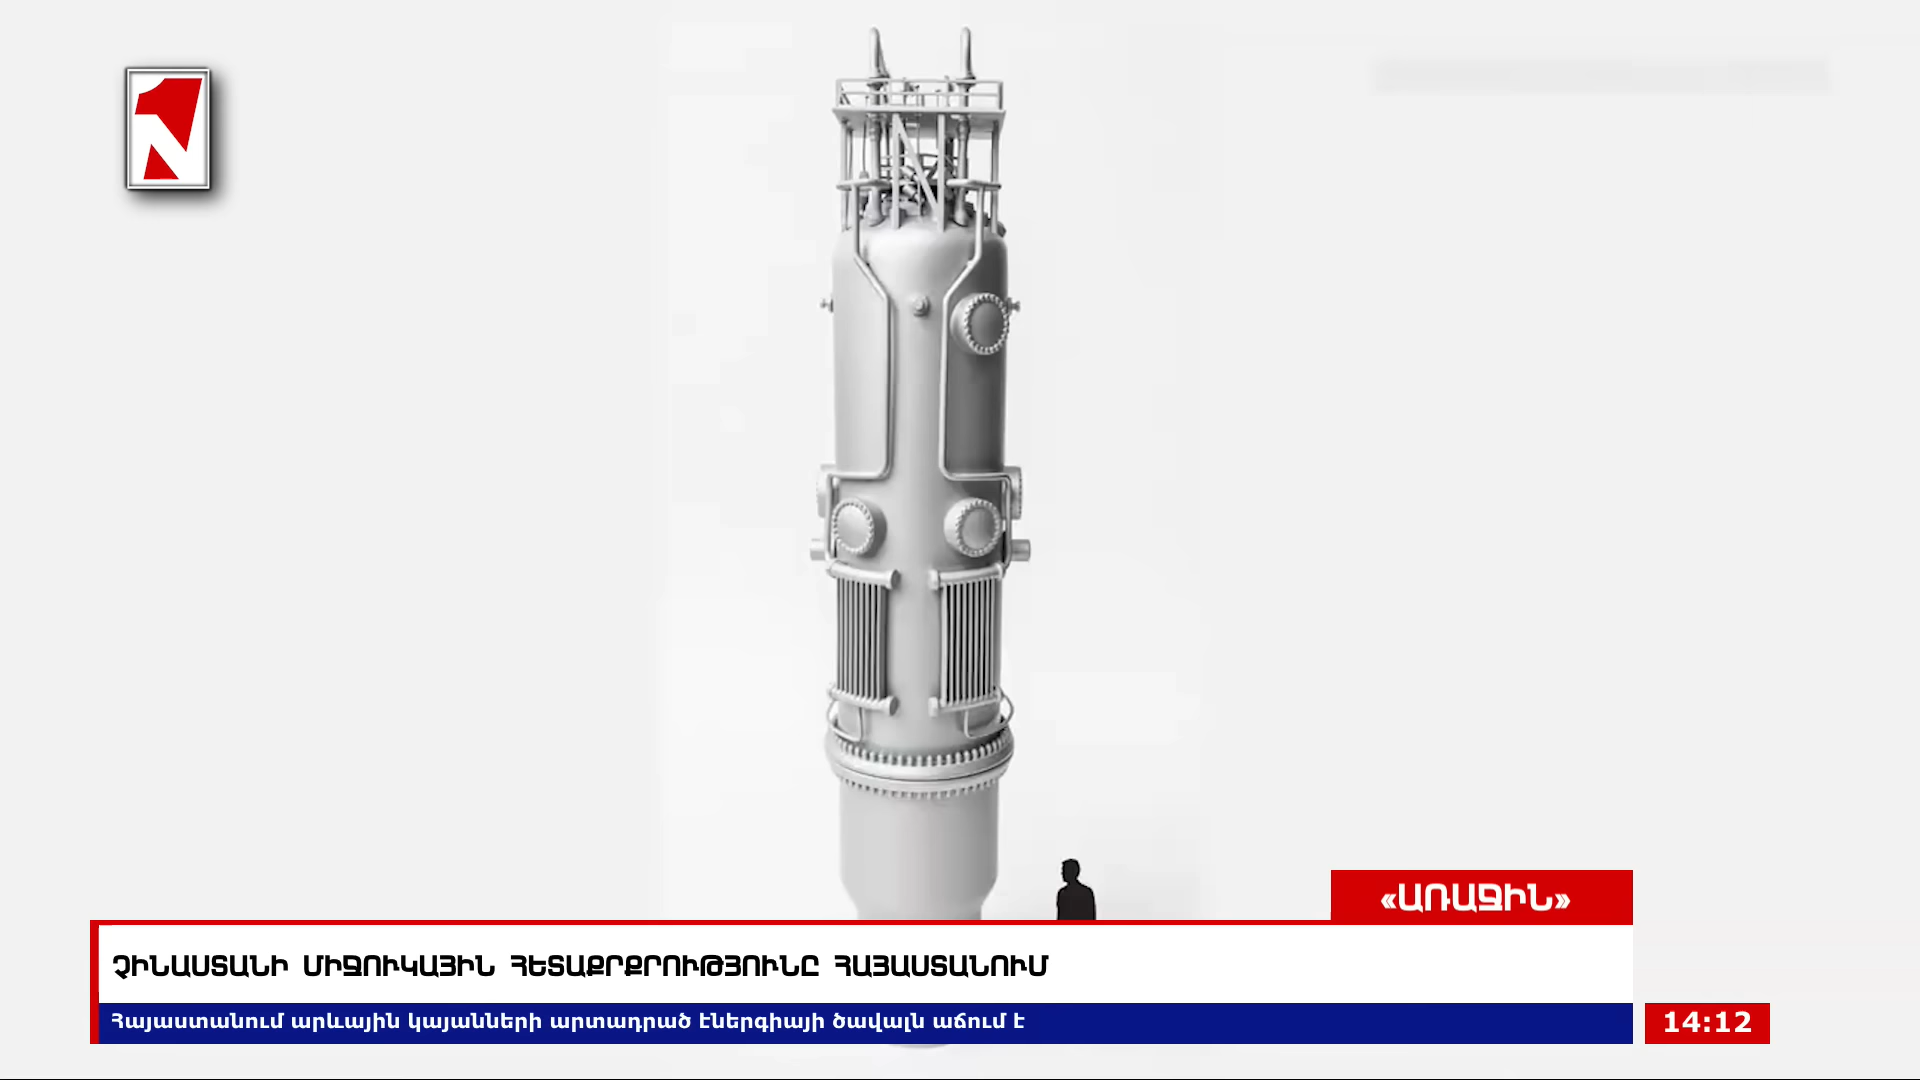 «ԱՌԱՋԻՆ»
ՉԻՆԱՍՏԱՆԻ ՄԻՋՈՒԿԱՅԻՆ ՀԵՏԱՔՐՔՐՈՒԹՅՈՒՆԸ ՀԱՅԱՍՏԱՆՈՒՄ
Հայաստանում արևային կայանների արտադրած էներգիայի ծավալն աճում է
14:12